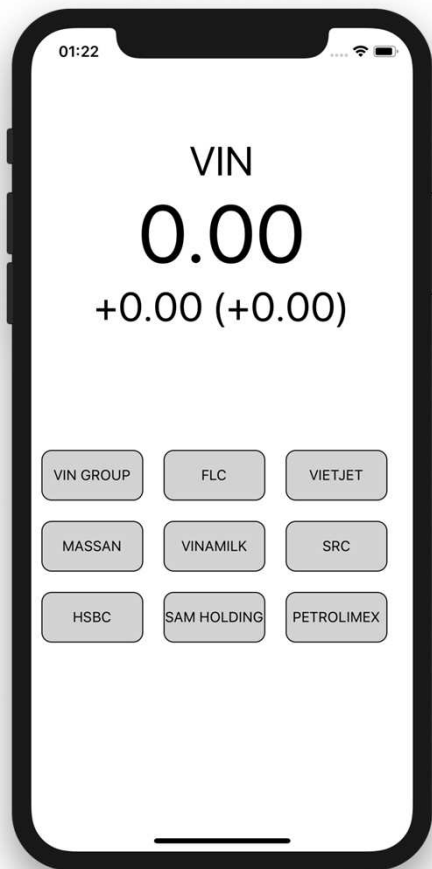 01:22
VIN
0.00
+0.00 (+0.00)
VIN GROUP FLC VIETJET
MASSAN VINAMILK SRC
HSBC SAM HOLDING PETROLIMEX